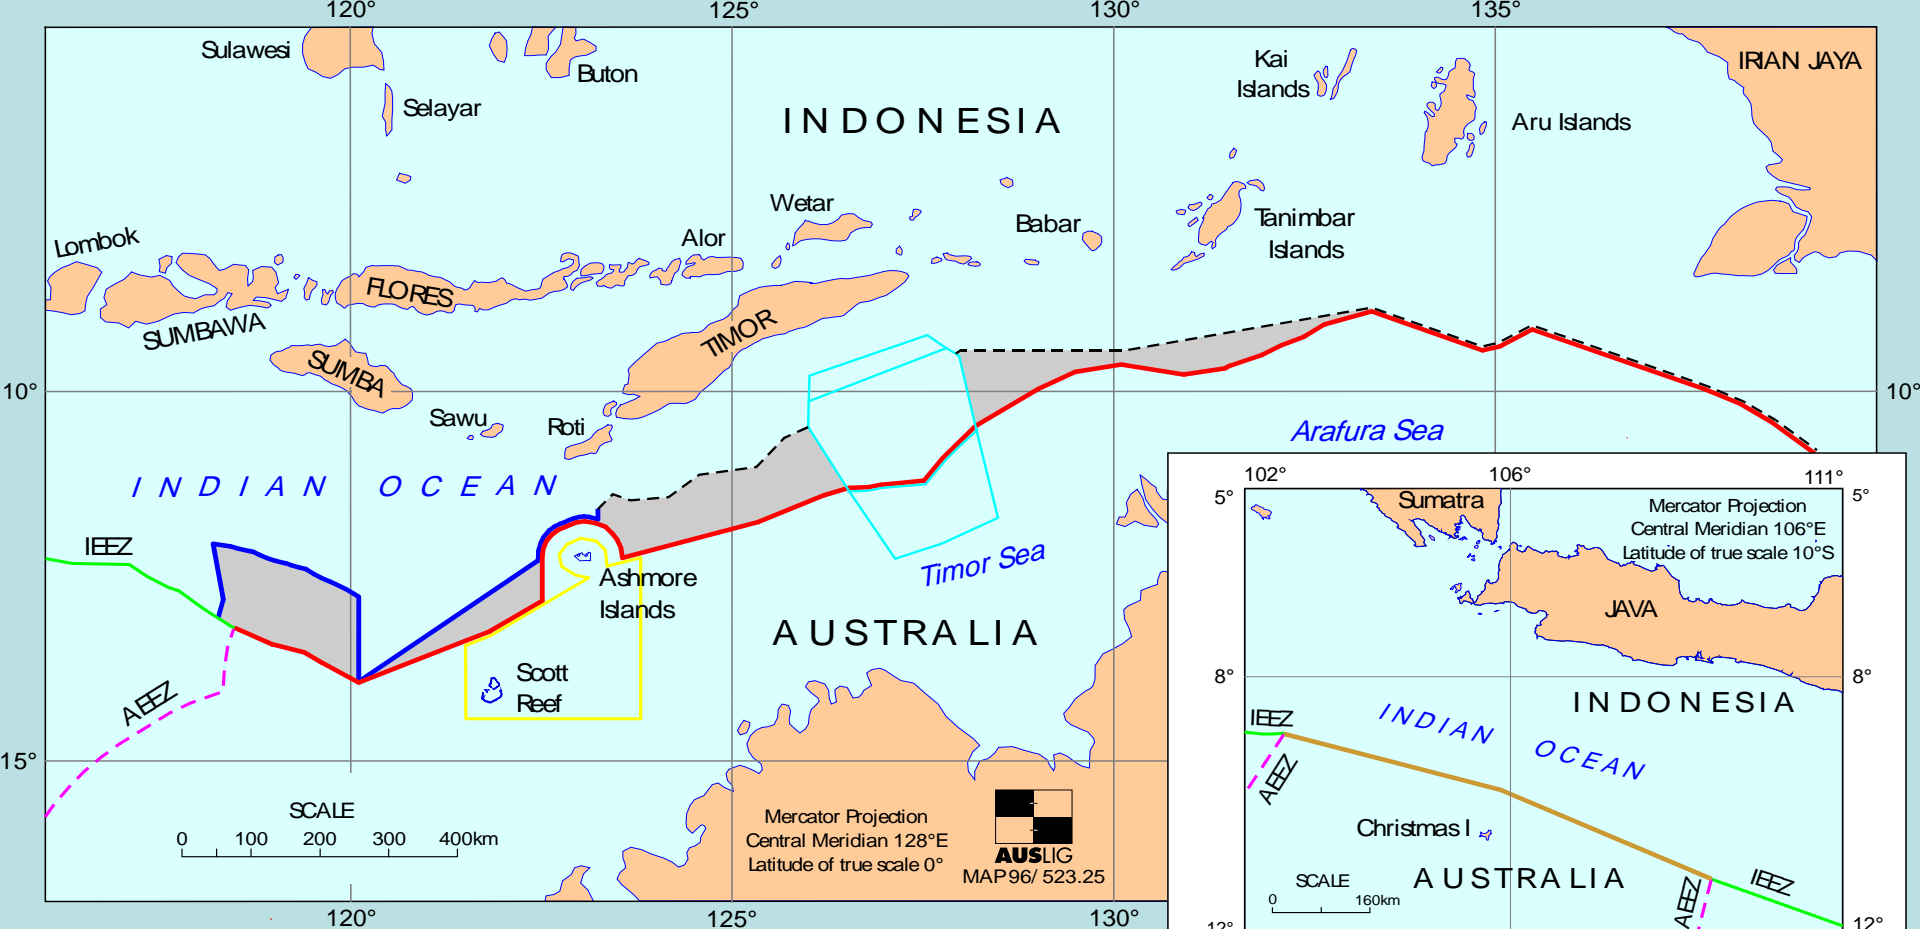 120°
125°
130°
135°
Sulawesi
Buton
Selayar
INDONESIA
Kai
Islands
Aru Islands
IRIAN JAYA
Lombok
SUMBAWA
FLORES
SUMBA
Alor
Wetar
TIMOR
Babar
Tanimbar
Islands
10°
10°
Sawu
Roti
INDIAN OCEAN
Arafura Sea
Timor Sea
IEEZ
AEEZ
Ashmore
Islands
Scott
Reef
AUSTRALIA
15°
SCALE
0 100 200 300 400km
Mercator Projection
Central Meridian 128°E
Latitude of true scale 0°
AUSLIG
MAP 96/ 523.25
120°
125°
130°
102°
106°
111°
5°
5°
Sumatra
Mercator Projection
Central Meridian 106°E
Latitude of true scale 10°S
JAVA
8°
8°
INDONESIA
INDIAN OCEAN
IEEZ
AEEZ
Christmas I
AUSTRALIA
SCALE
0 160km
AEEZ
IEEZ
12°
12°